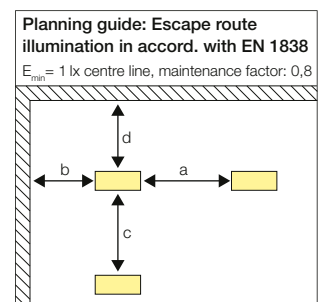 Planning guide: Escape route
illumination in accord. with EN 1838
Emin= 1 lx centre line, maintenance factor: 0,8
d
b
a
c